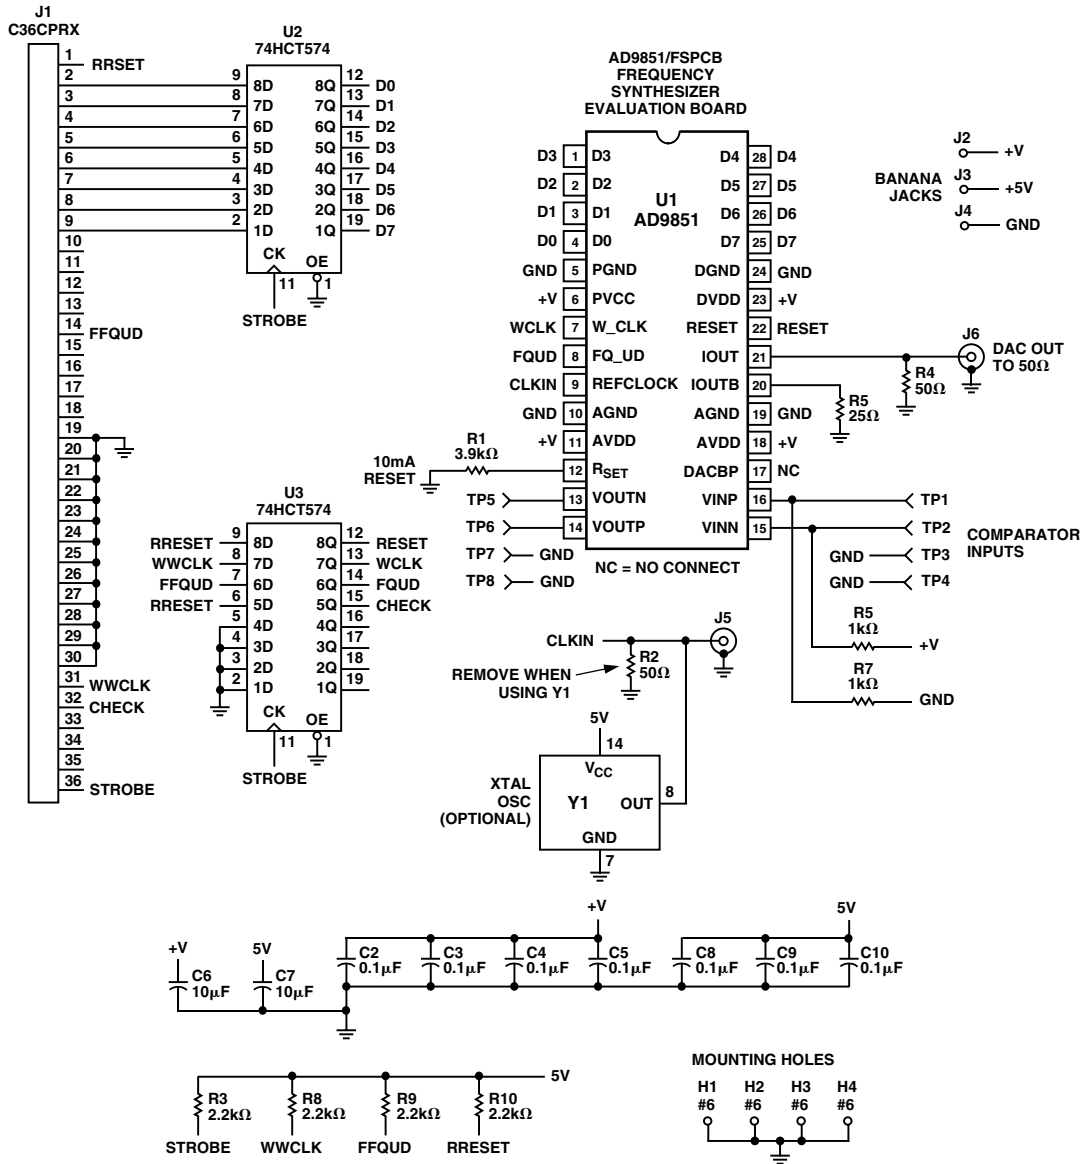 J1
C36CPRX
1
RRSET
2
3
4
5
6
7
8
9
10
11
12
13
14
FFQUD
15
16
17
18
19
20
21
22
23
24
25
26
27
28
29
30
31
WWCLK
32
CHECK
33
34
35
36
STROBE
U2
74HCT574
9 8D 8Q 12 D0
8 7D 7Q 13 D1
7 6D 6Q 14 D2
6 5D 5Q 15 D3
5 4D 4Q 16 D4
4 3D 3Q 17 D5
3 2D 2Q 18 D6
2 1D 1Q 19 D7
CK OE
11 1
STROBE
U3
74HCT574
RRESET 9 8D 8Q 12 RESET
WWCLK 8 7D 7Q 13 WCLK
FFQUD 7 6D 6Q 14 FQUD
RRESET 6 5D 5Q 15 CHECK
5 4D 4Q 16
4 3D 3Q 17
3 2D 2Q 18
2 1D 1Q 19
CK OE
11 1
STROBE
AD9851/FSPCB
FREQUENCY
SYNTHESIZER
EVALUATION BOARD
U1
AD9851
D3 1 D3 D4 28 D4
D2 2 D2 D5 27 D5
D1 3 D1 D6 26 D6
D0 4 D0 D7 25 D7
GND 5 PGND DGND 24 GND
+V 6 PVCC DVDD 23 +V
WCLK 7 W_CLK RESET 22 RESET
FQUD 8 FQ_UD IOUT 21
CLKIN 9 REFCLOCK IOUTB 20
GND 10 AGND AGND 19 GND
+V 11 AVDD AVDD 18 +V
12 RSET DACBP 17 NC
TP5 13 VOUTN VINP 16 TP1
TP6 14 VOUTP VINN 15 TP2
TP7 GND
TP8 GND
GND TP3
GND TP4
NC = NO CONNECT
10mA
RESET
R1
3.9kΩ
COMPARATOR
INPUTS
BANANA
JACKS
J2
+V
J3
+5V
J4
GND
J6
DAC OUT
TO 50Ω
R4
50Ω
R5
25Ω
R5
1kΩ
+V
R7
1kΩ
GND
CLKIN
J5
R2
50Ω
REMOVE WHEN
USING Y1
5V
14
VCC
XTAL
OSC
(OPTIONAL)
Y1
OUT
8
GND
7
+V
C6
10µF
5V
C7
10µF
+V
5V
C2
0.1µF
C3
0.1µF
C4
0.1µF
C5
0.1µF
C8
0.1µF
C9
0.1µF
C10
0.1µF
5V
R3
2.2kΩ
R8
2.2kΩ
R9
2.2kΩ
R10
2.2kΩ
STROBE WWCLK FFQUD RRESET
MOUNTING HOLES
H1 H2 H3 H4
#6 #6 #6 #6